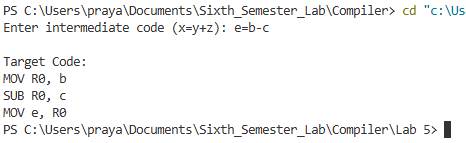 PS C:\Users\praya\Documents\Sixth_Semester_Lab\Compiler> cd "c:\Us
Enter intermediate code (x=y+z): e=b-c
Target Code:
MOV R0, b
SUB R0, c
MOV e, R0
PS C:\Users\praya\Documents\Sixth_Semester_Lab\Compiler\Lab 5>